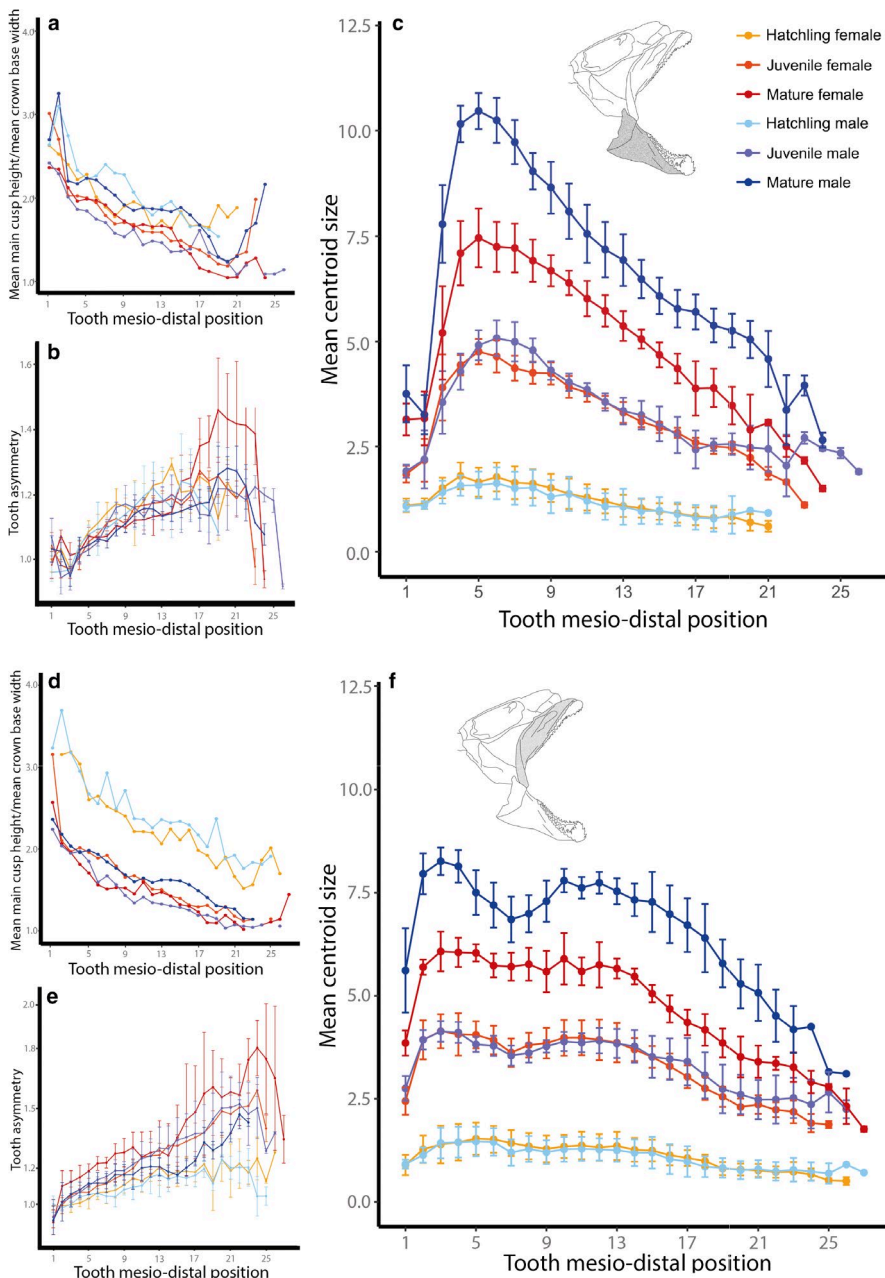 a
Mean main cusp height/mean crown base width
4.0
3.0
2.0
1.0
1 5 9 13 17 21 25
Tooth mesio-distal position
b
Tooth asymmetry
1.6
1.4
1.2
1.0
1 5 9 13 17 21 25
Tooth mesio-distal position
c
Mean centroid size
12.5
10.0
7.5
5.0
2.5
0.0
1 5 9 13 17 21 25
Tooth mesio-distal position
Hatchling female
Juvenile female
Mature female
Hatchling male
Juvenile male
Mature male
d
Mean main cusp height/mean crown base width
4.0
3.0
2.0
1.0
1 5 9 13 17 21 25
Tooth mesio-distal position
e
Tooth asymmetry
2.0
1.8
1.5
1.2
1.0
1 5 9 13 17 21 25
Tooth mesio-distal position
f
Mean centroid size
12.5
10.0
7.5
5.0
2.5
0.0
1 5 9 13 17 21 25
Tooth mesio-distal position